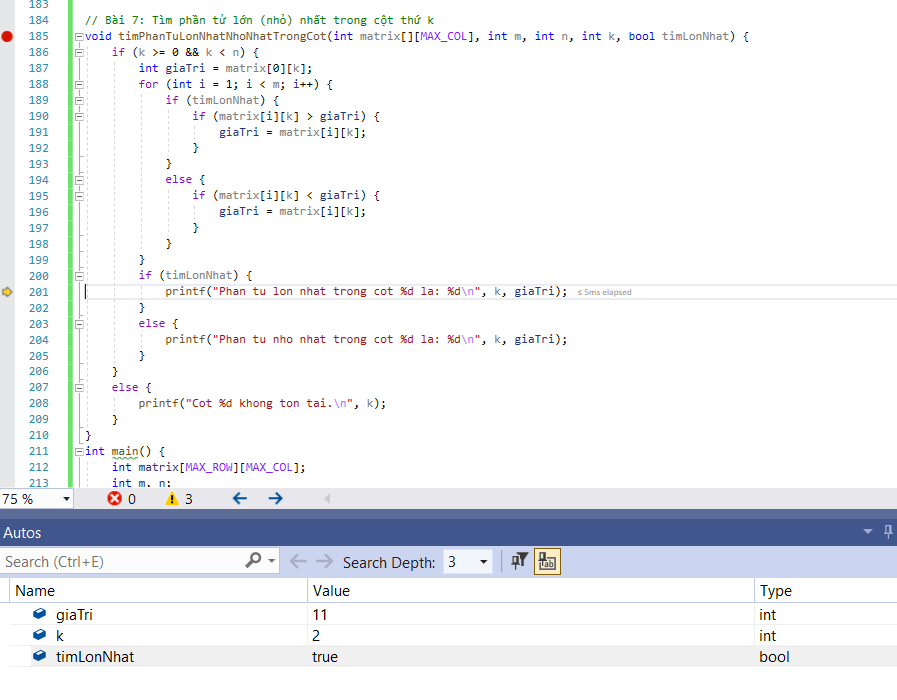 183
184 // Bài 7: Tìm phần tử lớn (nhỏ) nhất trong cột thứ k
185 void timPhanTuLonNhatNhoNhatTrongCot(int matrix[][MAX_COL], int m, int n, int k, bool timLonNhat) {
186 if (k >= 0 && k < n) {
187 int giaTri = matrix[0][k];
188 for (int i = 1; i < m; i++) {
189 if (timLonNhat) {
190 if (matrix[i][k] > giaTri) {
191 giaTri = matrix[i][k];
192 }
193 }
194 else {
195 if (matrix[i][k] < giaTri) {
196 giaTri = matrix[i][k];
197 }
198 }
199 }
200 if (timLonNhat) {
201 printf("Phan tu lon nhat trong cot %d la: %d\n", k, giaTri); ≤ 5ms elapsed
202 }
203 else {
204 printf("Phan tu nho nhat trong cot %d la: %d\n", k, giaTri);
205 }
206 }
207 else {
208 printf("Cot %d khong ton tai.\n", k);
209 }
210 }
211 int main() {
212 int matrix[MAX_ROW][MAX_COL];
213 int m, n;
75 % 0 3
Autos
Search (Ctrl+E) Search Depth: 3
Name Value Type
giaTri 11 int
k 2 int
timLonNhat true bool